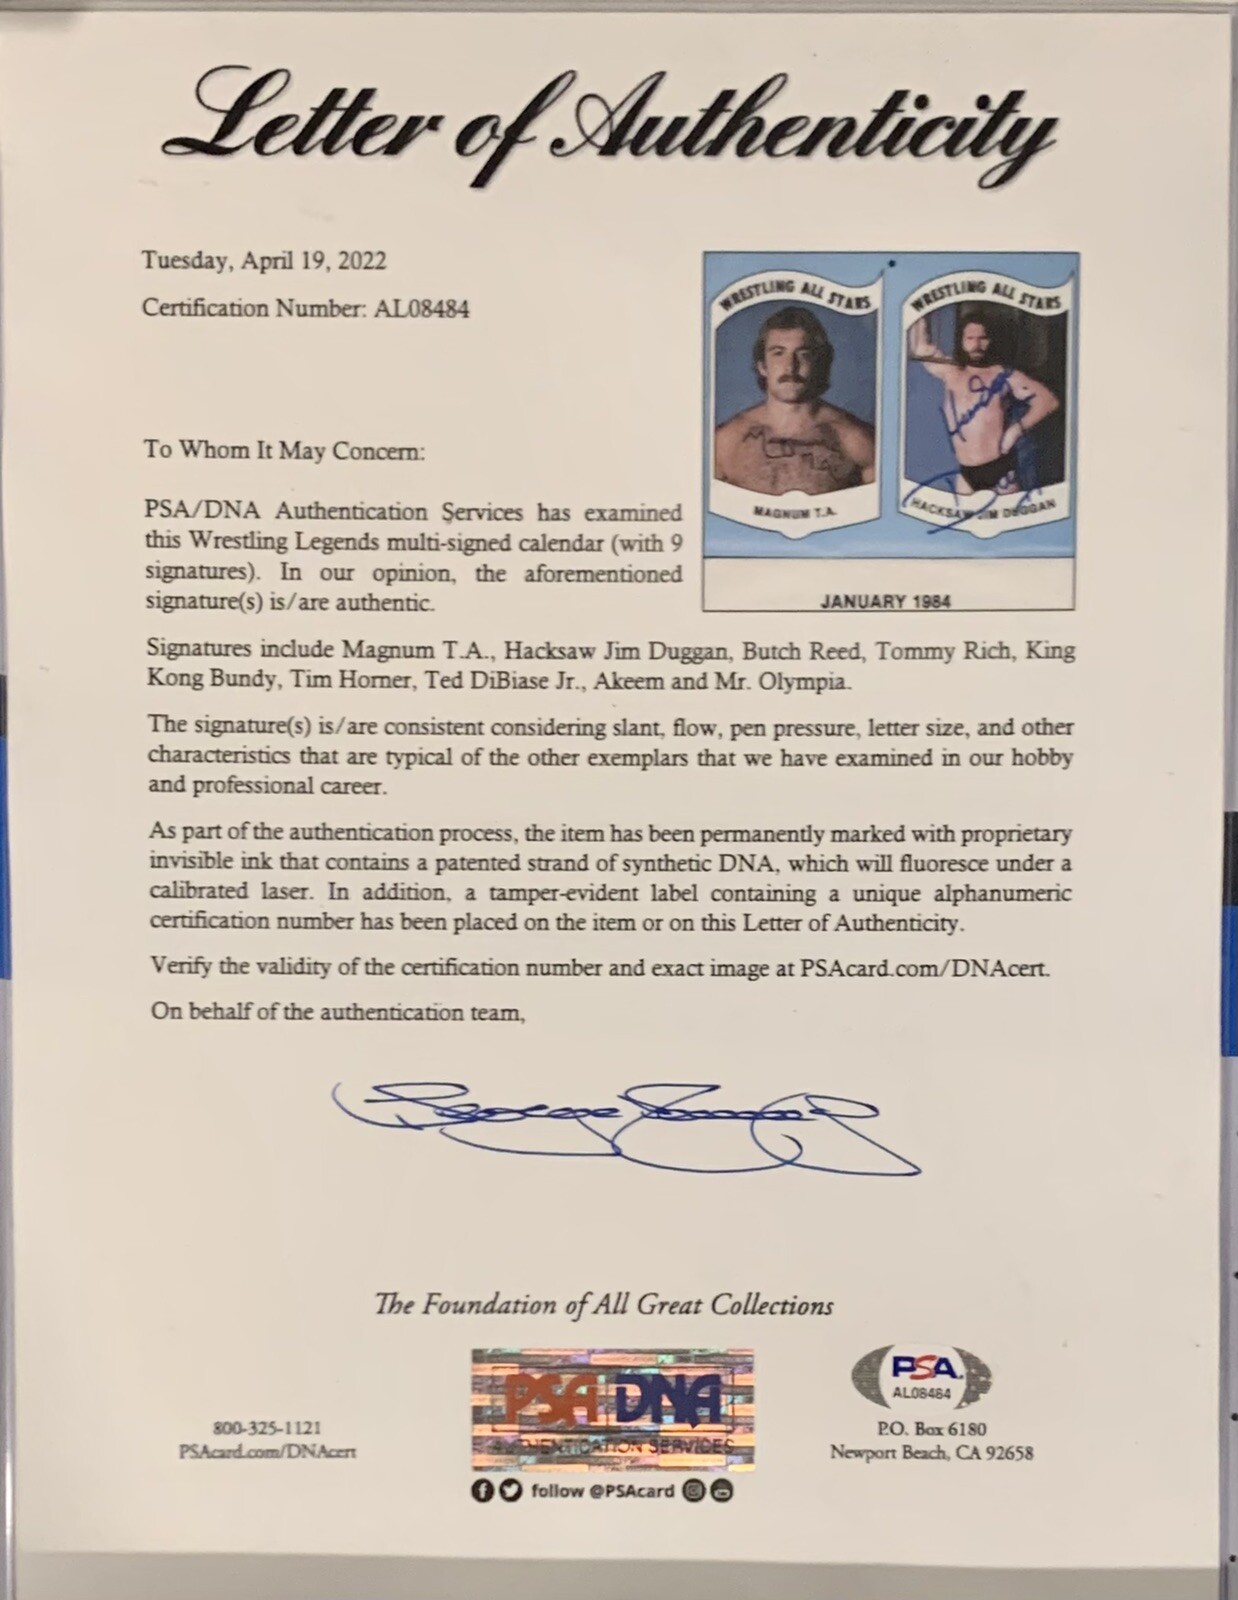 Letter of Authenticity
Tuesday, April 19, 2022
Certification Number: AL08484
WRESTLING ALL STARS
WRESTLING ALL STARS
MAGNUM T.A.
HACKSAW JIM DUGGAN
JANUARY 1984
To Whom It May Concern:
PSA/DNA Authentication Services has examined
this Wrestling Legends multi-signed calendar (with 9
signatures). In our opinion, the aforementioned
signature(s) is/are authentic.
Signatures include Magnum T.A., Hacksaw Jim Duggan, Butch Reed, Tommy Rich, King
Kong Bundy, Tim Horner, Ted DiBiase Jr., Akeem and Mr. Olympia.
The signature(s) is/are consistent considering slant, flow, pen pressure, letter size, and other
characteristics that are typical of the other exemplars that we have examined in our hobby
and professional career.
As part of the authentication process, the item has been permanently marked with proprietary
invisible ink that contains a patented strand of synthetic DNA, which will fluoresce under a
calibrated laser. In addition, a tamper-evident label containing a unique alphanumeric
certification number has been placed on the item or on this Letter of Authenticity.
Verify the validity of the certification number and exact image at PSAcard.com/DNAcert.
On behalf of the authentication team,
The Foundation of All Great Collections
800-325-1121
PSAcard.com/DNAcert
PSA DNA
AUTHENTICATION SERVICES
follow @PSAcard
PSA
AL08484
P.O. Box 6180
Newport Beach, CA 92658